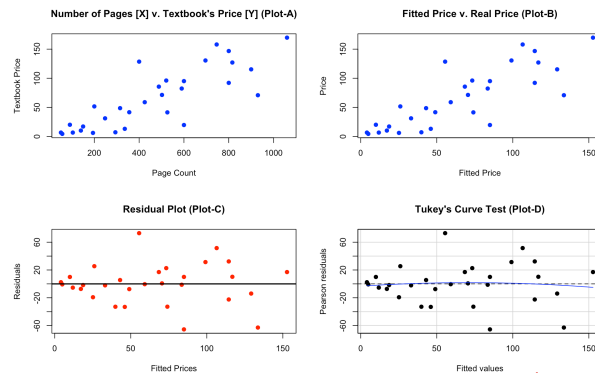 Number of Pages [X] v. Textbook's Price [Y] (Plot-A)
Textbook Price
0 50 100 150
200 400 600 800 1000
Page Count
Fitted Price v. Real Price (Plot-B)
Price
0 50 100 150
0 50 100 150
Fitted Price
Residual Plot (Plot-C)
Residuals
-60 -20 20 60
0 50 100 150
Fitted Prices
Tukey's Curve Test (Plot-D)
Pearson residuals
-60 -20 20 60
0 50 100 150
Fitted values